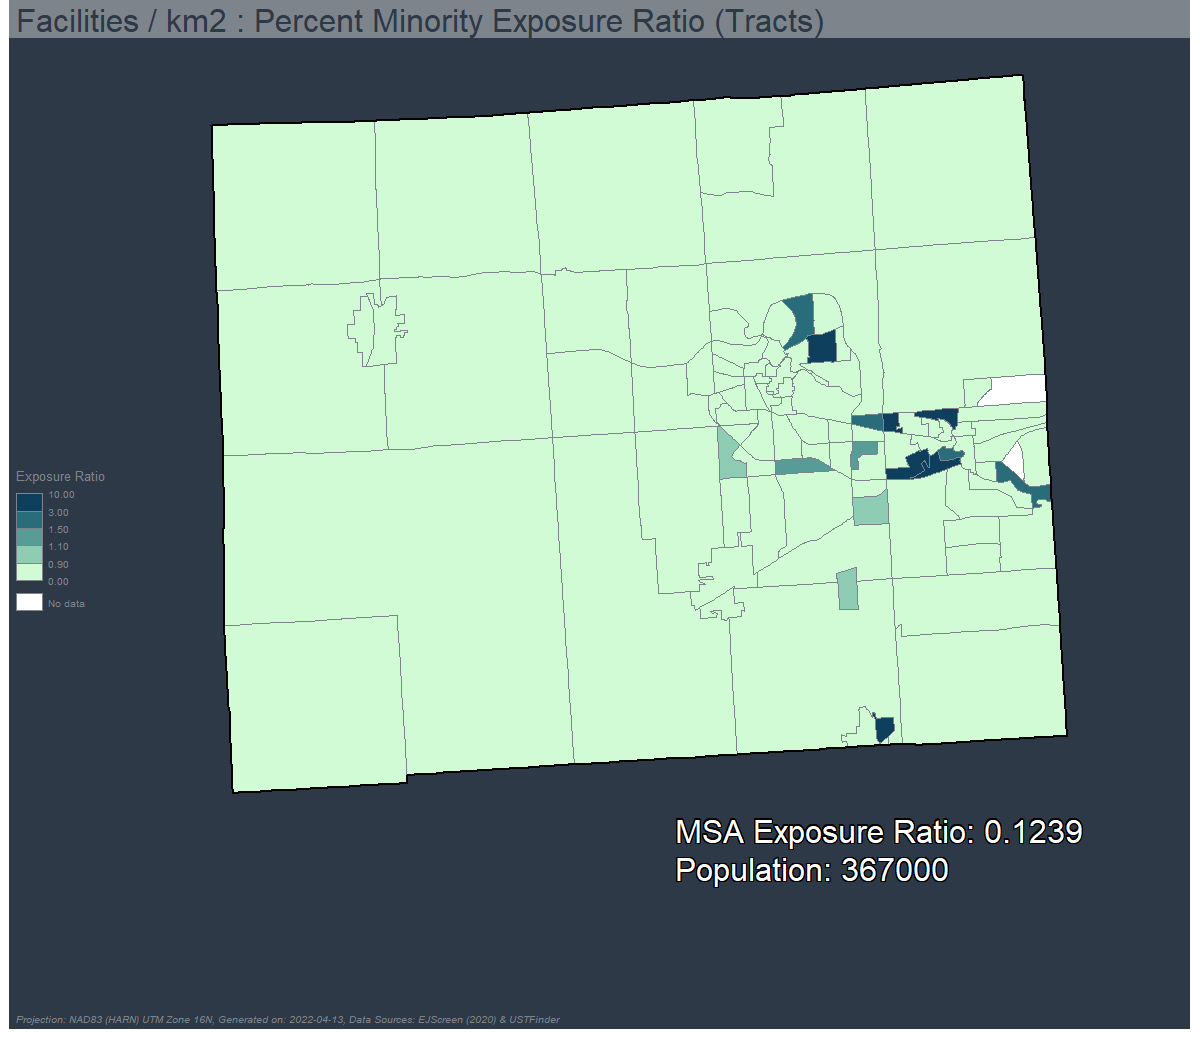 Facilities / km2 : Percent Minority Exposure Ratio (Tracts)
Exposure Ratio
10.00
3.00
1.50
1.10
0.90
0.00
No data
MSA Exposure Ratio: 0.1239
Population: 367000
Projection: NAD83 (HARN) UTM Zone 16N, Generated on: 2022-04-13, Data Sources: EJScreen (2020) & USTFinder